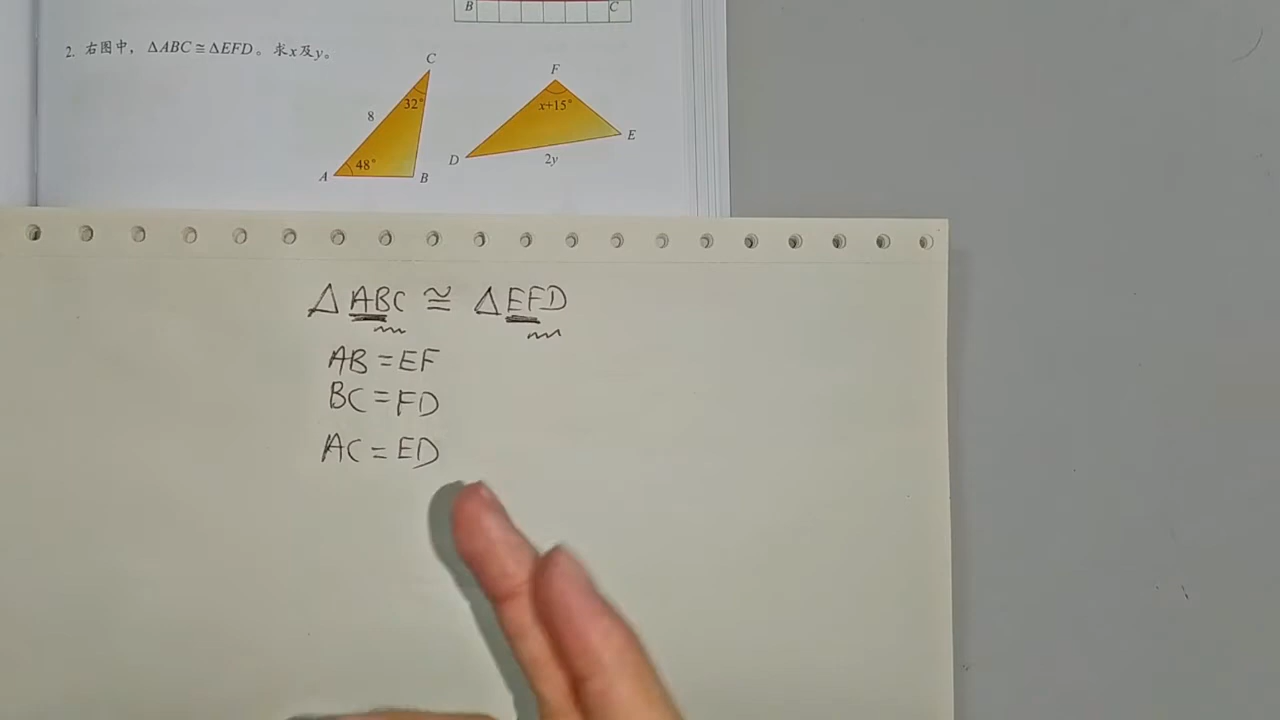 B C
2. 右图中，△ABC≅△EFD。求x及y。
C
F
32°
x+15°
8
E
48°
D
2y
A
B
△ABC ≅ △EFD
AB = EF
BC = FD
AC = ED